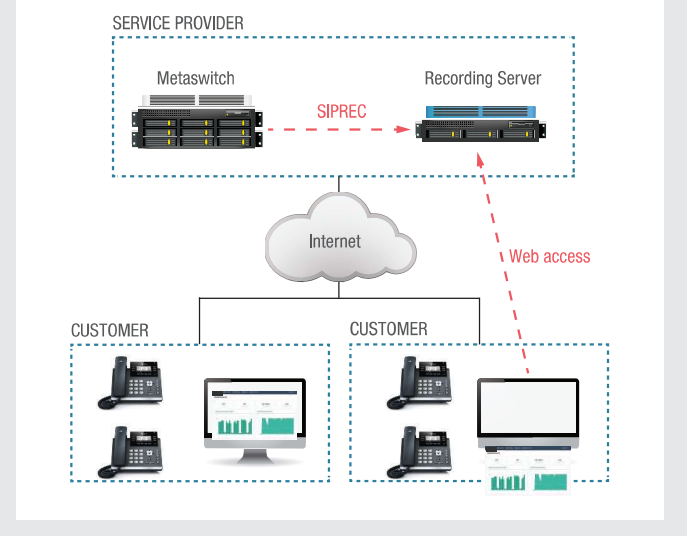 SERVICE PROVIDER
Metaswitch
Recording Server
SIPREC
Internet
Web access
CUSTOMER
CUSTOMER